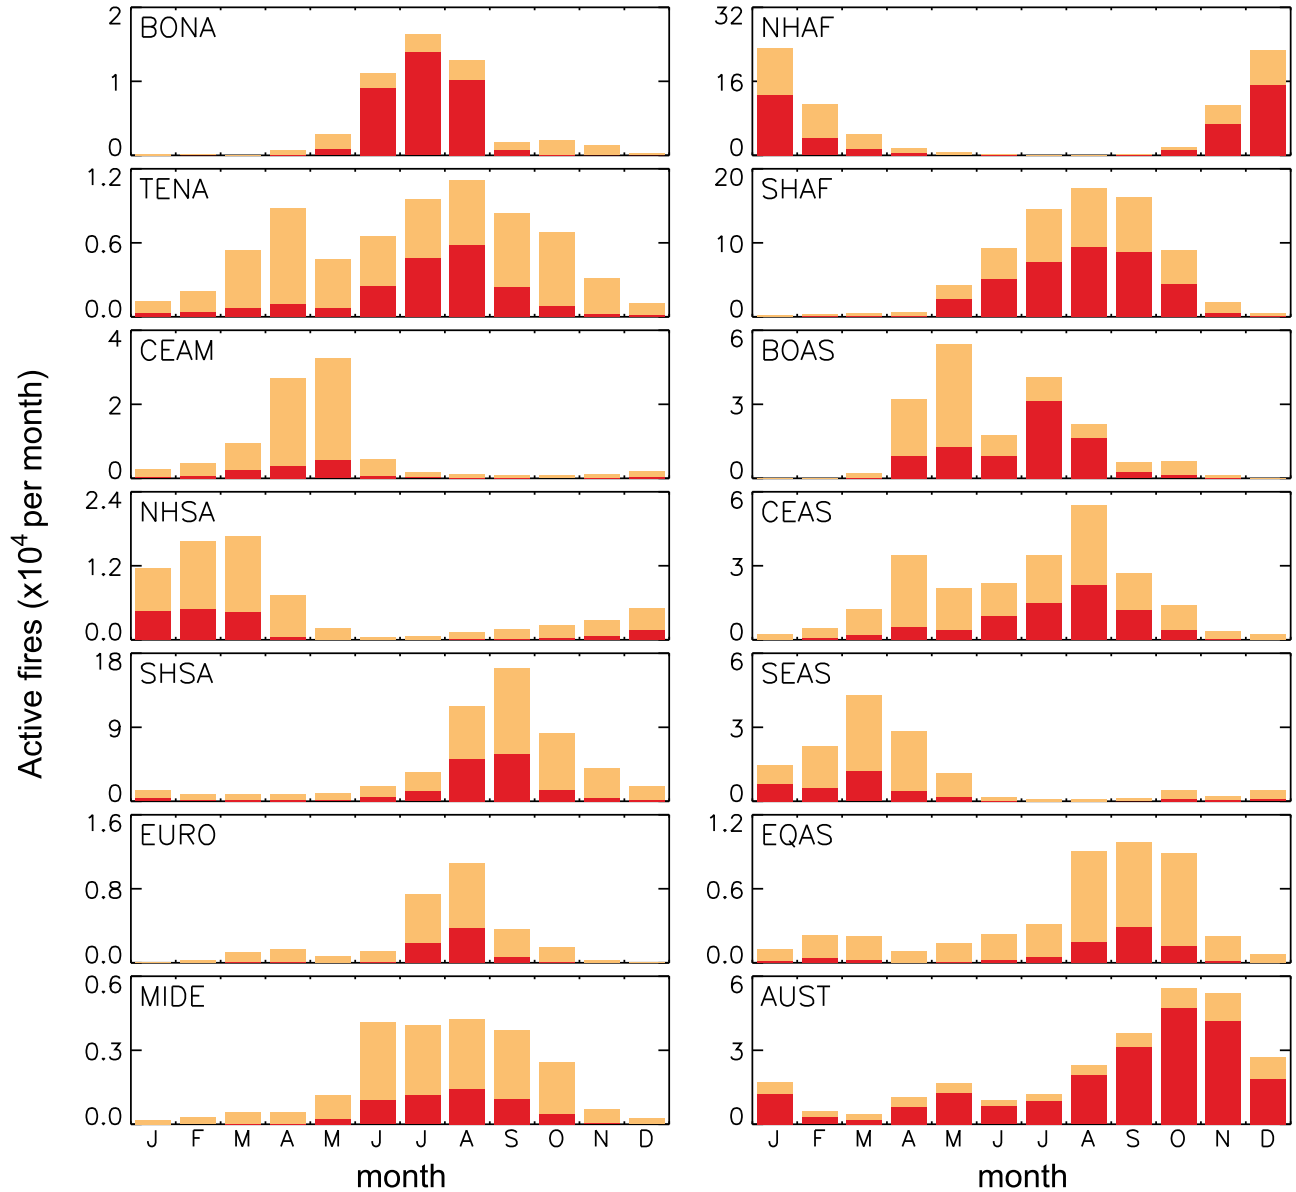 Active fires (x10⁴ per month)
BONA
2
1
0
TENA
1.2
0.6
0.0
CEAM
4
2
0
NHSA
2.4
1.2
0.0
SHSA
18
9
0
EURO
1.6
0.8
0.0
MIDE
0.6
0.3
0.0
J F M A M J J A S O N D
month
NHAF
32
16
0
SHAF
20
10
0
BOAS
6
3
0
CEAS
6
3
0
SEAS
6
3
0
EQAS
1.2
0.6
0.0
AUST
6
3
0
J F M A M J J A S O N D
month